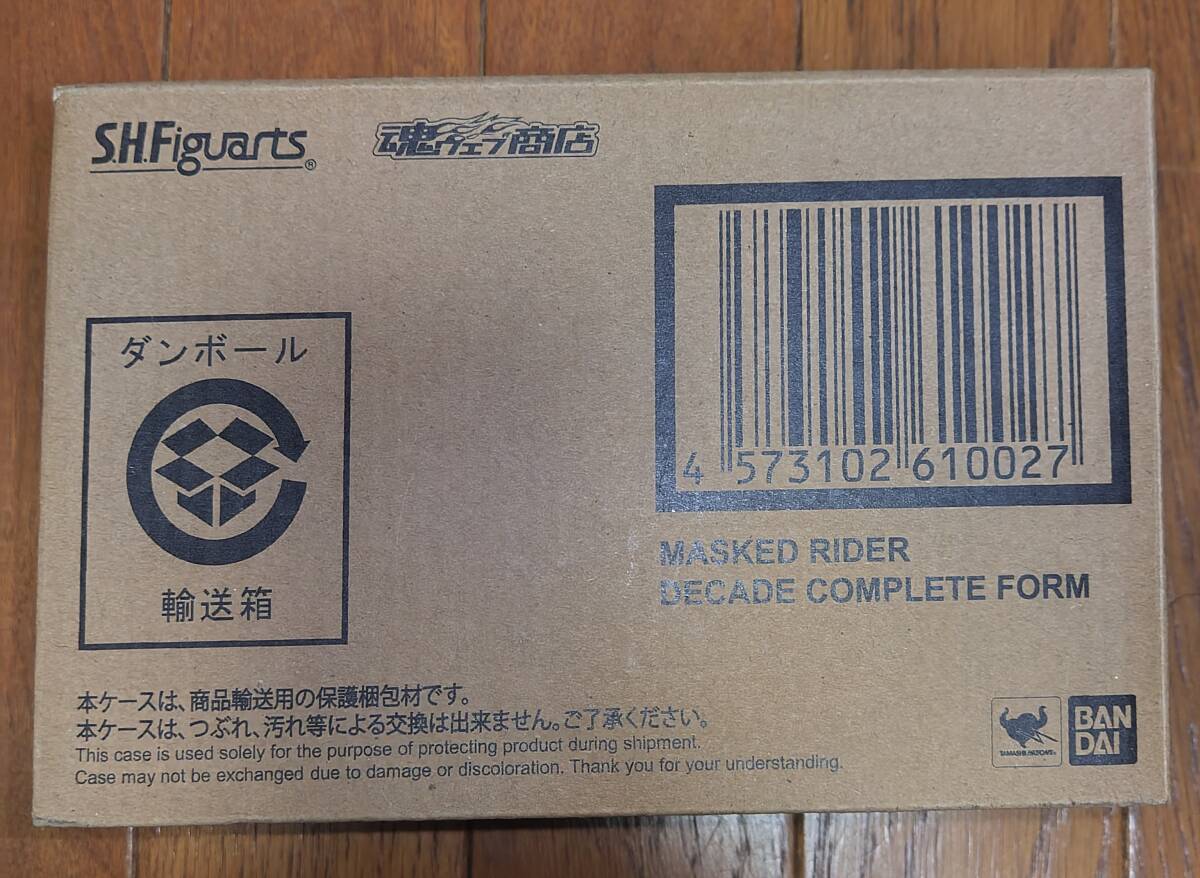 S.H.Figuarts®
魂ウェブ商店
4 573102 610027
MASKED RIDER
DECADE COMPLETE FORM
ダンボール
輸送箱
本ケースは、商品輸送用の保護梱包材です。
本ケースは、つぶれ、汚れ等による交換は出来ません。ご了承ください。
This case is used solely for the purpose of protecting product during shipment.
Case may not be exchanged due to damage or discoloration. Thank you for your understanding.
TAMASHII NATIONS®
BAN
DAI